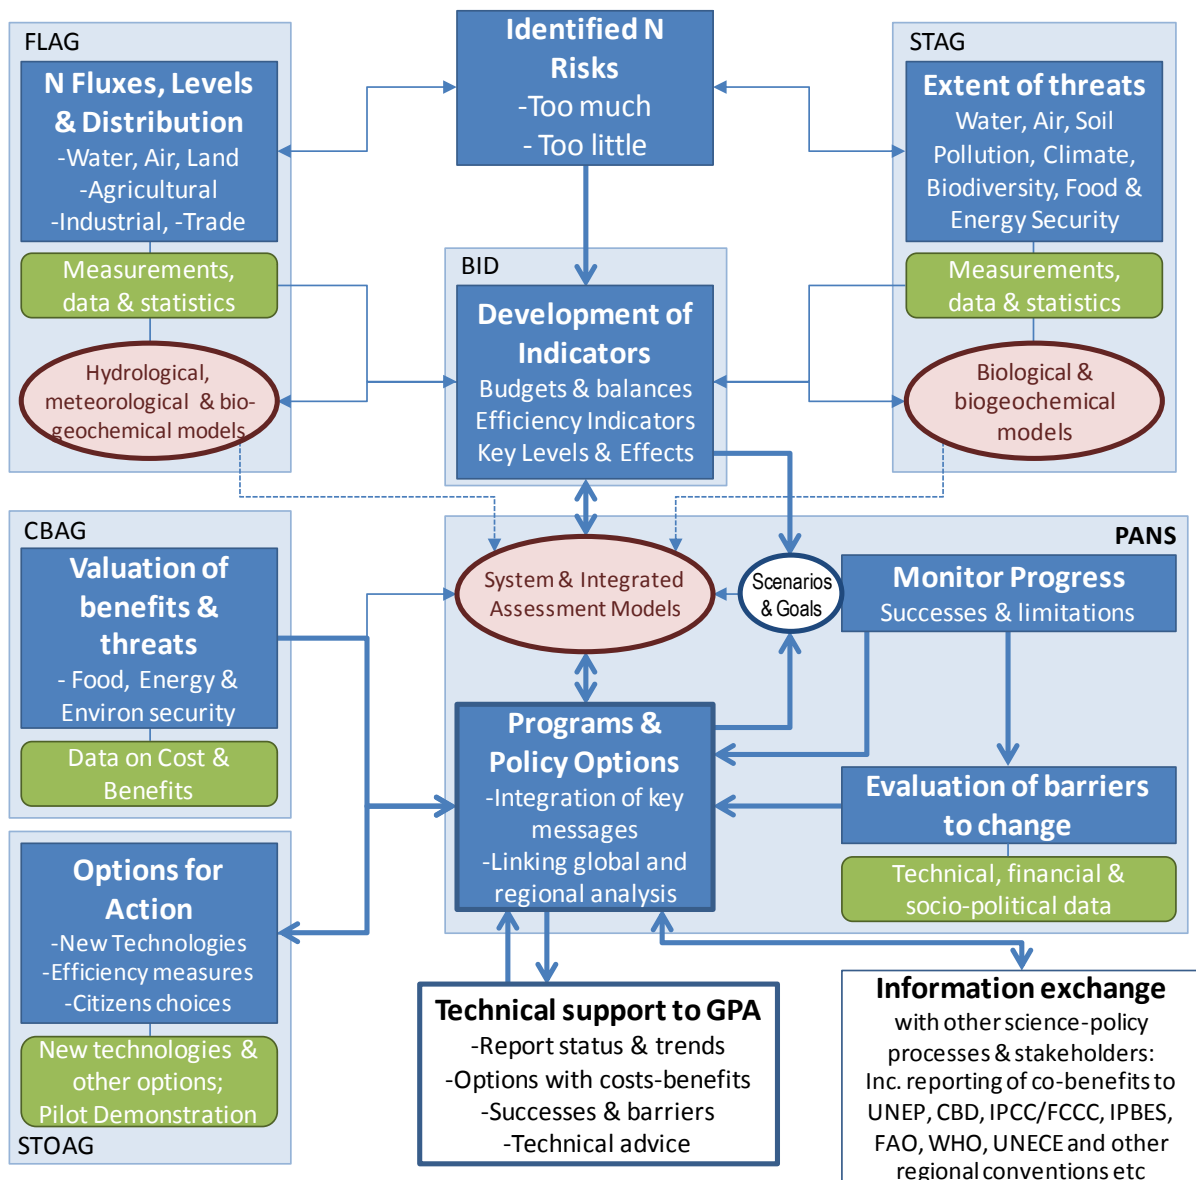 FLAG
N Fluxes, Levels
& Distribution
-Water, Air, Land
-Agricultural
-Industrial, -Trade
Measurements,
data & statistics
Hydrological,
meteorological & bio-
geochemical models
Identified N
Risks
-Too much
- Too little
STAG
Extent of threats
Water, Air, Soil
Pollution, Climate,
Biodiversity, Food &
Energy Security
Measurements,
data & statistics
Biological &
biogeochemical
models
BID
Development of
Indicators
Budgets & balances
Efficiency Indicators
Key Levels & Effects
CBAG
Valuation of
benefits &
threats
- Food, Energy &
Environ security
Data on Cost &
Benefits
PANS
System & Integrated
Assessment Models
Scenarios
& Goals
Monitor Progress
Successes & limitations
Programs &
Policy Options
-Integration of key
messages
-Linking global and
regional analysis
Evaluation of barriers
to change
Technical, financial &
socio-political data
Options for
Action
-New Technologies
-Efficiency measures
-Citizens choices
New technologies &
other options;
Pilot Demonstration
STOAG
Technical support to GPA
-Report status & trends
-Options with costs-benefits
-Successes & barriers
-Technical advice
Information exchange
with other science-policy
processes & stakeholders:
Inc. reporting of co-benefits to
UNEP, CBD, IPCC/FCCC, IPBES,
FAO, WHO, UNECE and other
regional conventions etc